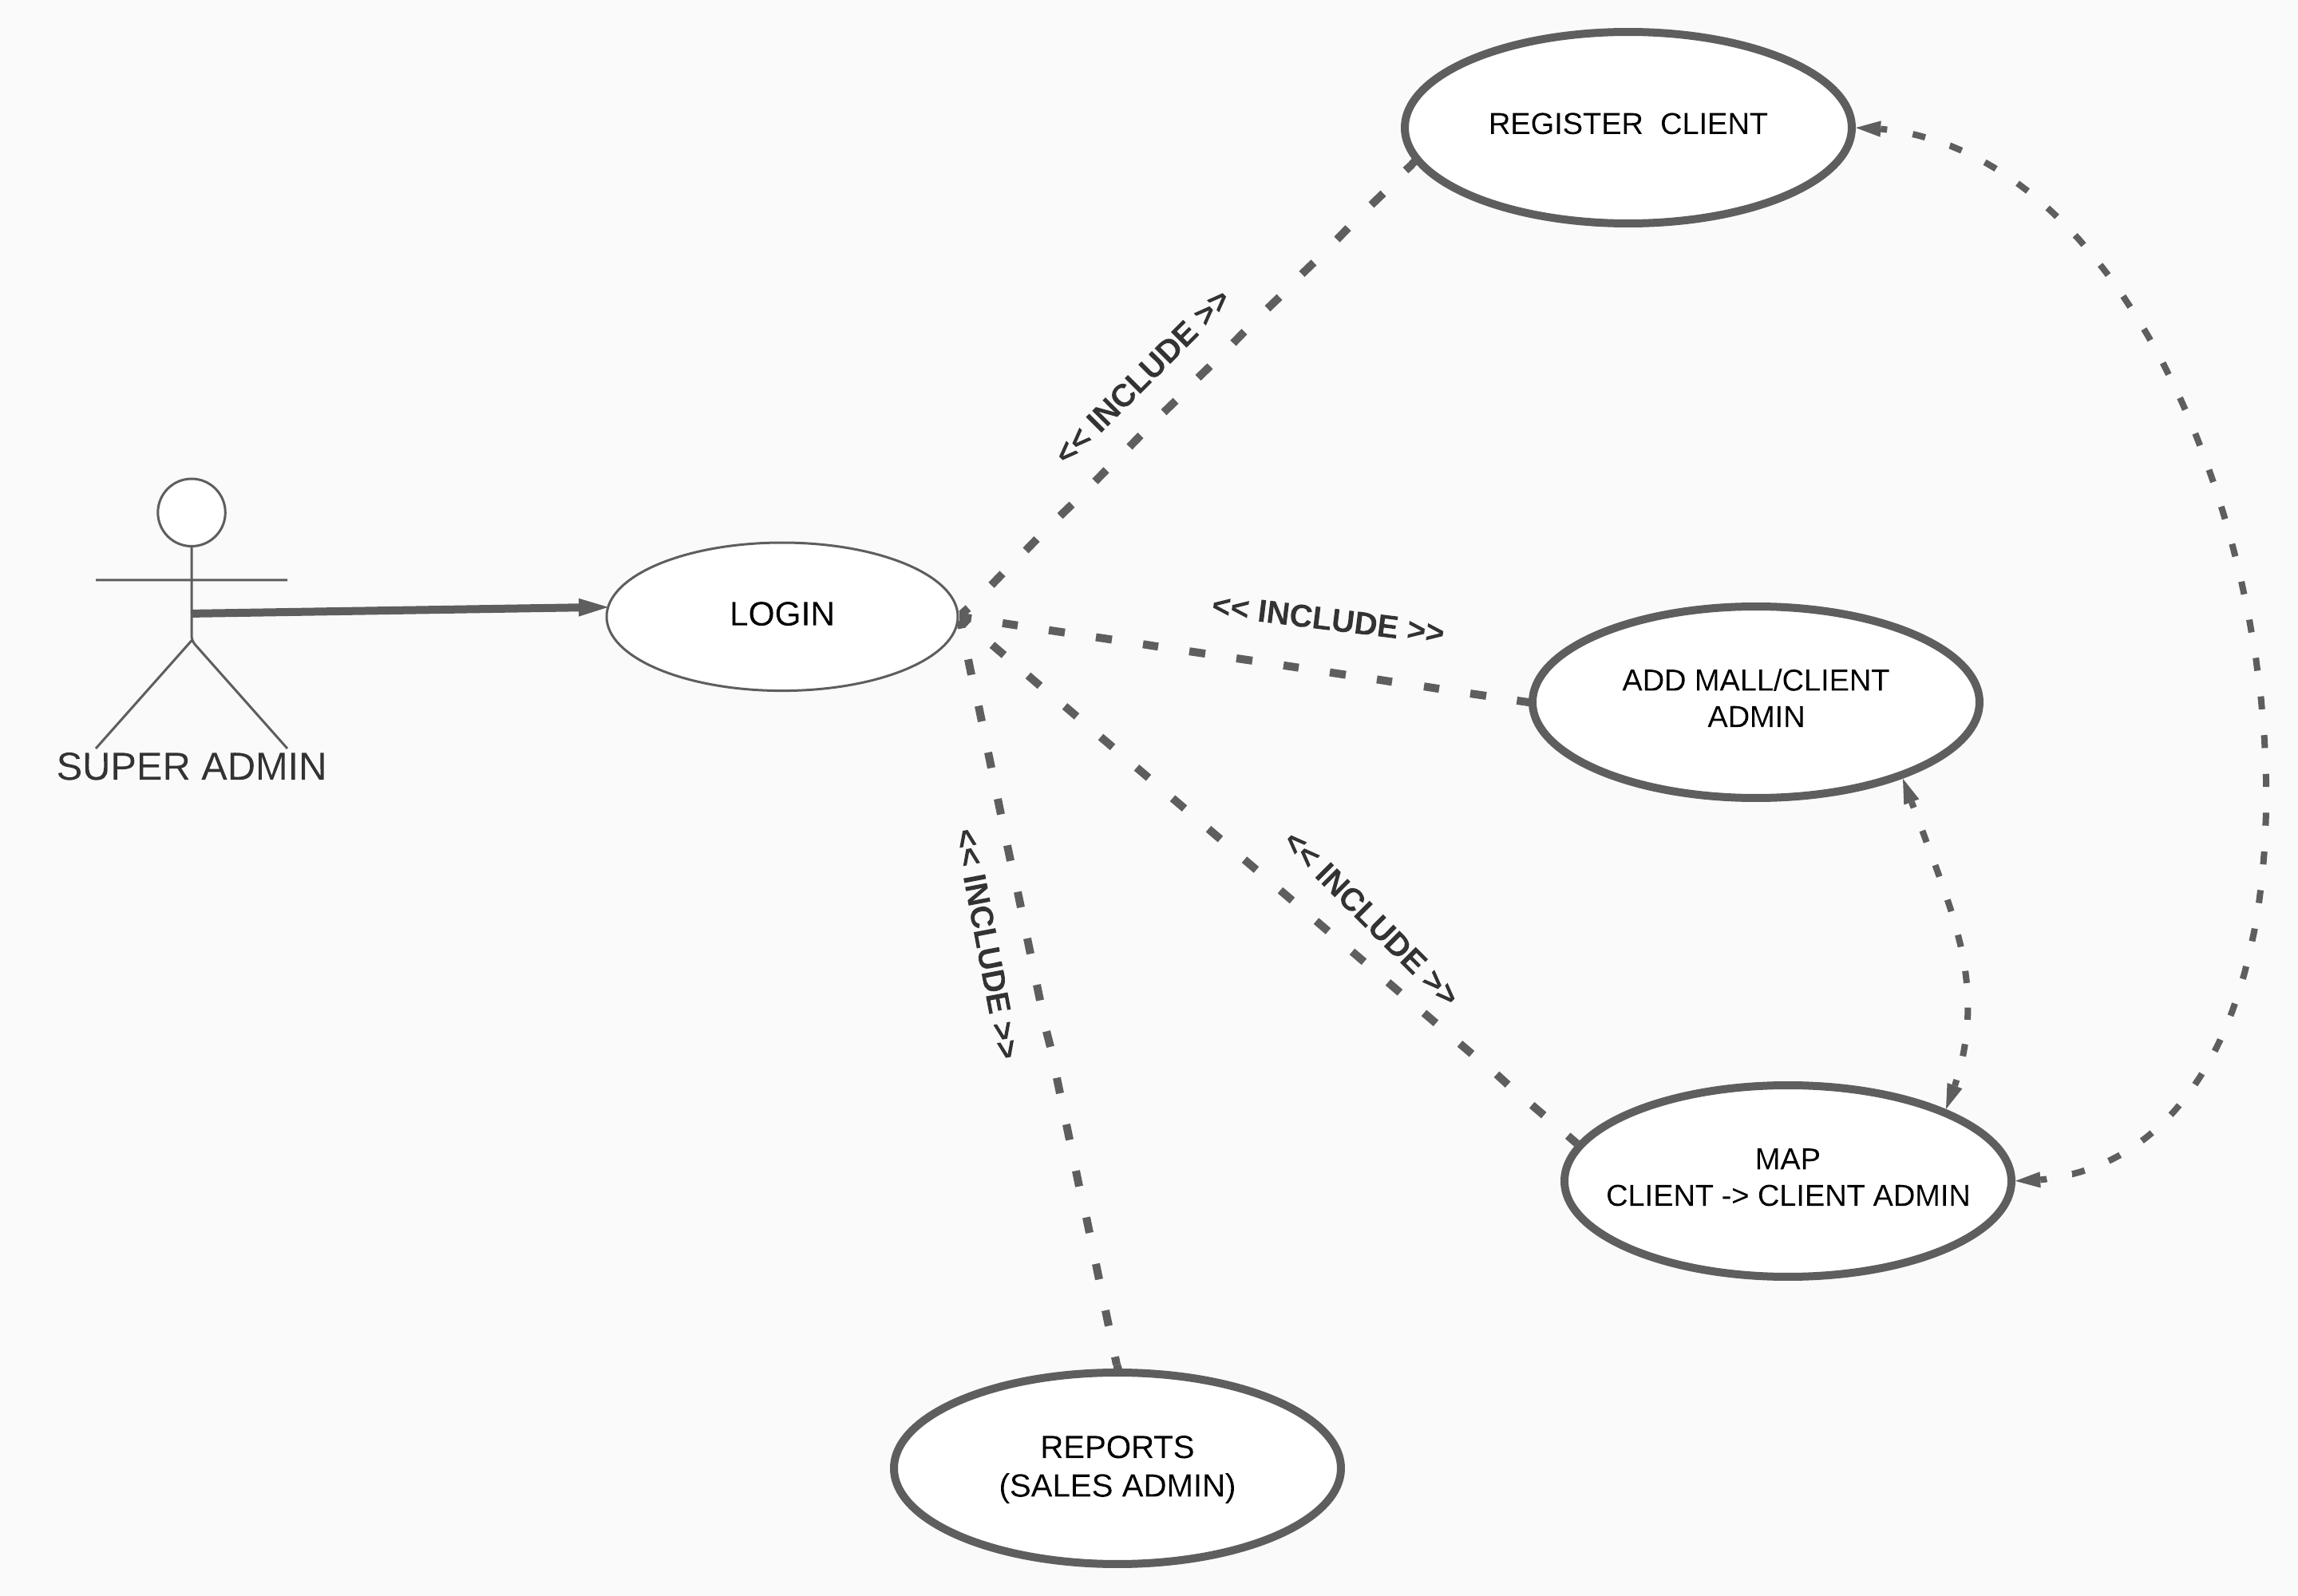 REGISTER CLIENT
<< INCLUDE >>
<< INCLUDE >>
LOGIN
ADD MALL/CLIENT
ADMIN
SUPER ADMIN
<< INCLUDE >>
<< INCLUDE >>
MAP
CLIENT -> CLIENT ADMIN
REPORTS
(SALES ADMIN)